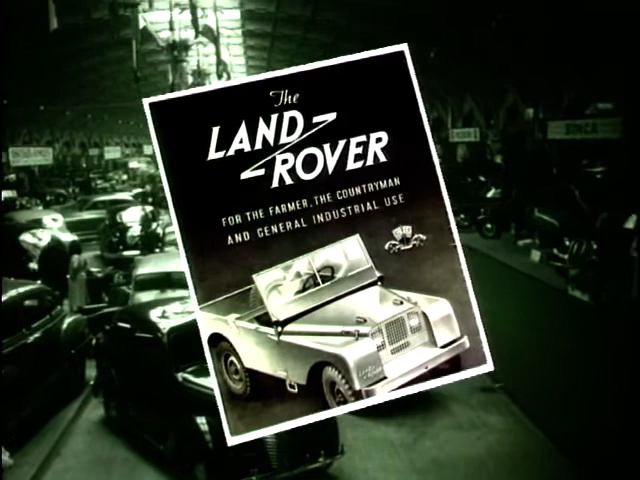 The
LAND
ROVER
FOR THE FARMER, THE COUNTRYMAN
AND GENERAL INDUSTRIAL USE
SIMCA